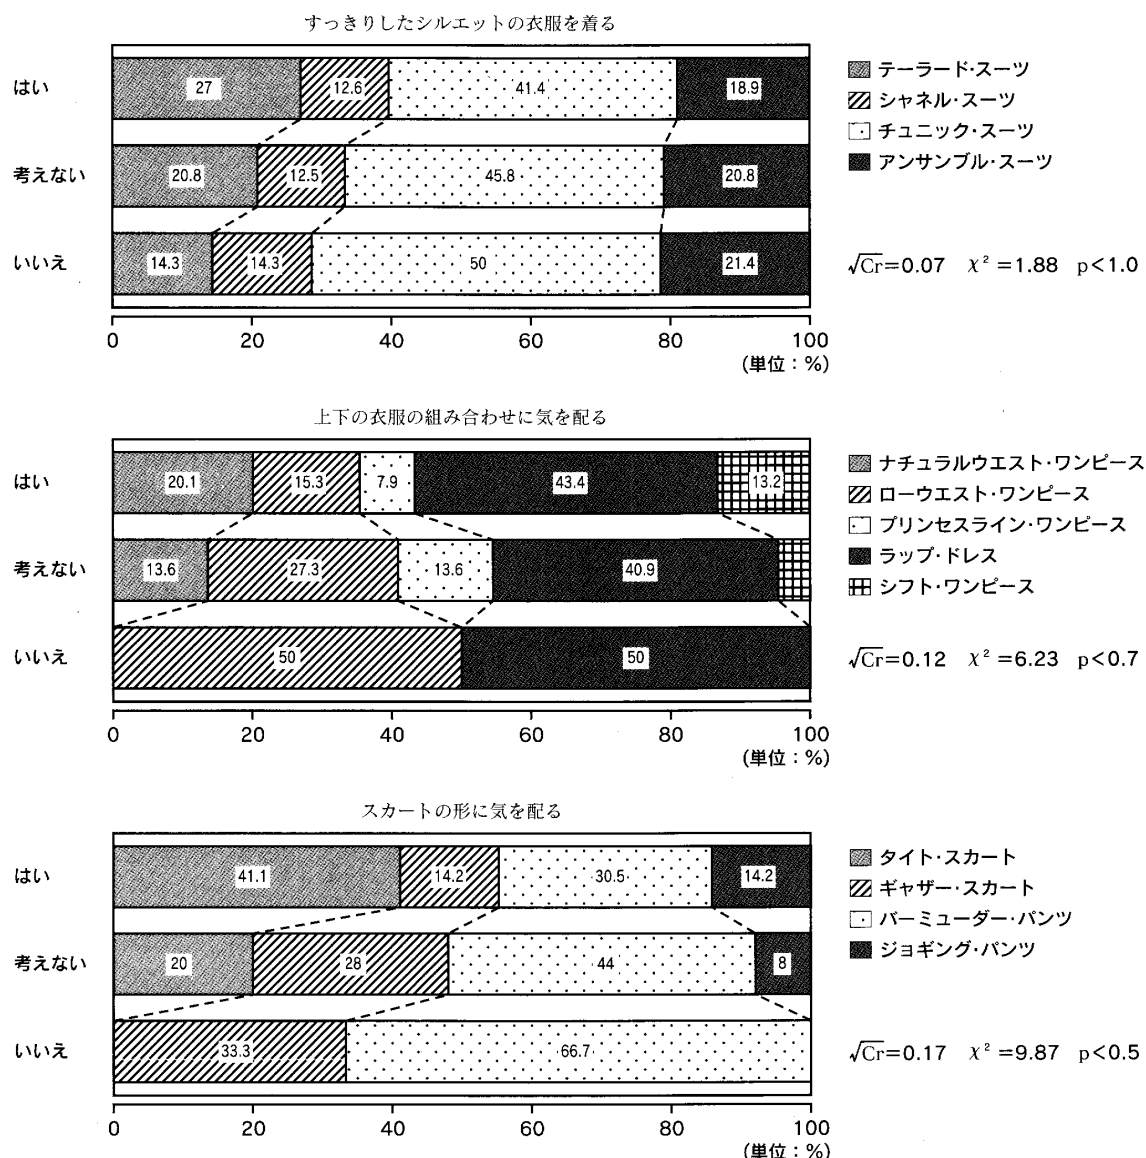 すっきりしたシルエットの衣服を着る
はい 27 12.6 41.4 18.9
考えない 20.8 12.5 45.8 20.8
いいえ 14.3 14.3 50 21.4
テーラード・スーツ
シャネル・スーツ
チュニック・スーツ
アンサンブル・スーツ
√Cr=0.07 χ²=1.88 p<1.0
0 20 40 60 80 100
(単位：%)
上下の衣服の組み合わせに気を配る
はい 20.1 15.3 7.9 43.4 13.2
考えない 13.6 27.3 13.6 40.9
いいえ 50 50
ナチュラルウエスト・ワンピース
ローウエスト・ワンピース
プリンセスライン・ワンピース
ラップ・ドレス
シフト・ワンピース
√Cr=0.12 χ²=6.23 p<0.7
0 20 40 60 80 100
(単位：%)
スカートの形に気を配る
はい 41.1 14.2 30.5 14.2
考えない 20 28 44 8
いいえ 33.3 66.7
タイト・スカート
ギャザー・スカート
バーミューダー・パンツ
ジョギング・パンツ
√Cr=0.17 χ²=9.87 p<0.5
0 20 40 60 80 100
(単位：%)